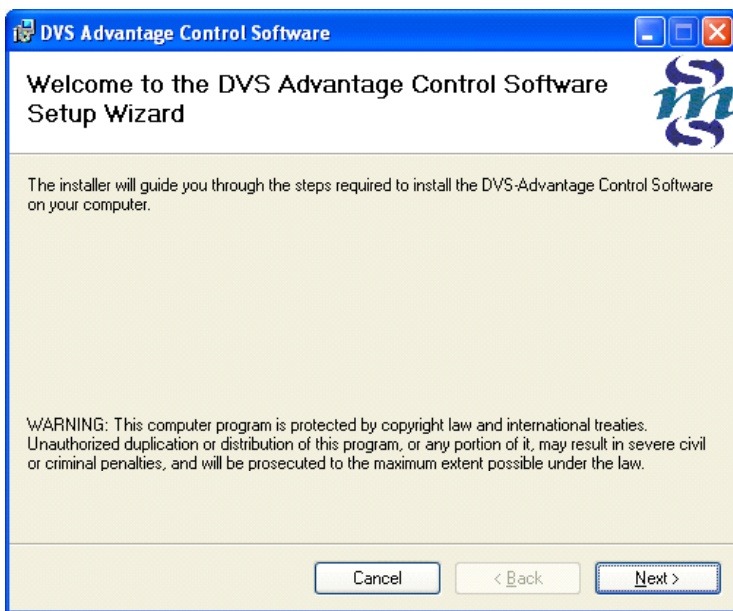 DVS Advantage Control Software
Welcome to the DVS Advantage Control Software
Setup Wizard
SmS
The installer will guide you through the steps required to install the DVS-Advantage Control Software
on your computer.
WARNING: This computer program is protected by copyright law and international treaties.
Unauthorized duplication or distribution of this program, or any portion of it, may result in severe civil
or criminal penalties, and will be prosecuted to the maximum extent possible under the law.
Cancel < Back Next >